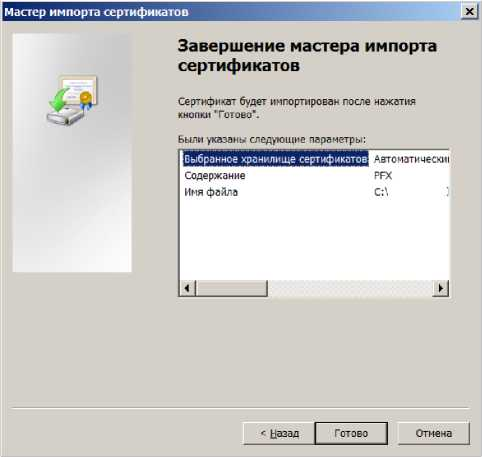 Мастер импорта сертификатов
Завершение мастера импорта
сертификатов
Сертификат будет импортирован после нажатия
кнопки "Готово".
Были указаны следующие параметры:
Выбранное хранилище сертификатов Автоматически
Содержание PFX
Имя файла C:\
< Назад Готово Отмена